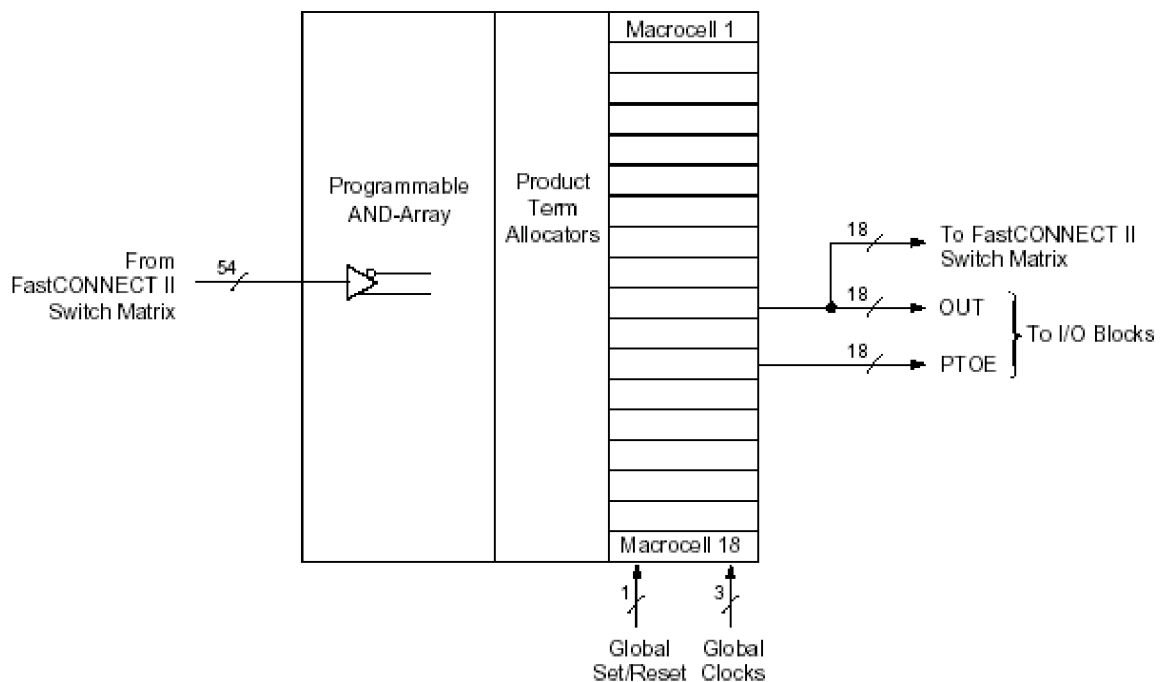 Macrocell 1
Programmable
AND-Array
Product
Term
Allocators
From
FastCONNECT II
Switch Matrix
54
18
To FastCONNECT II
Switch Matrix
18
OUT
To I/O Blocks
18
PTOE
Macrocell 18
1
3
Global
Set/Reset
Global
Clocks